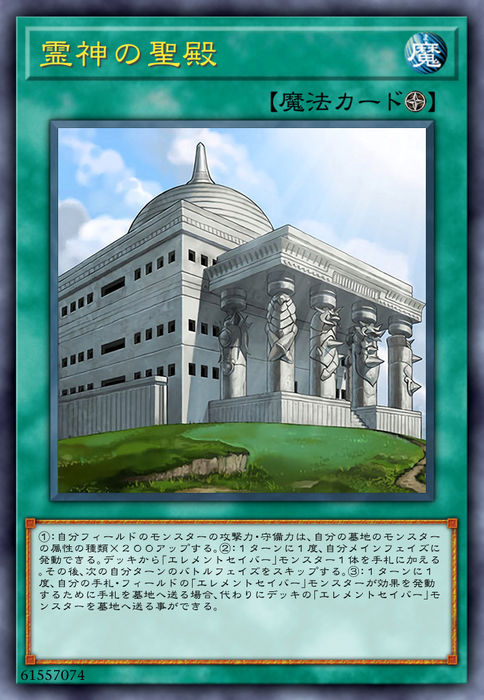 霊神の聖殿
魔
【魔法カード】
①：自分フィールドのモンスターの攻撃力・守備力は、自分の墓地のモンスター
の属性の種類×２００アップする。②：１ターンに１度、自分メインフェイズに
発動できる。デッキから「エレメントセイバー」モンスター１体を手札に加える
。その後、次の自分ターンのバトルフェイズをスキップする。③：１ターンに１
度、自分の手札・フィールドの「エレメントセイバー」モンスターが効果を発動
するために手札を墓地へ送る場合、代わりにデッキの「エレメントセイバー」モ
ンスターを墓地へ送る事ができる。
61557074